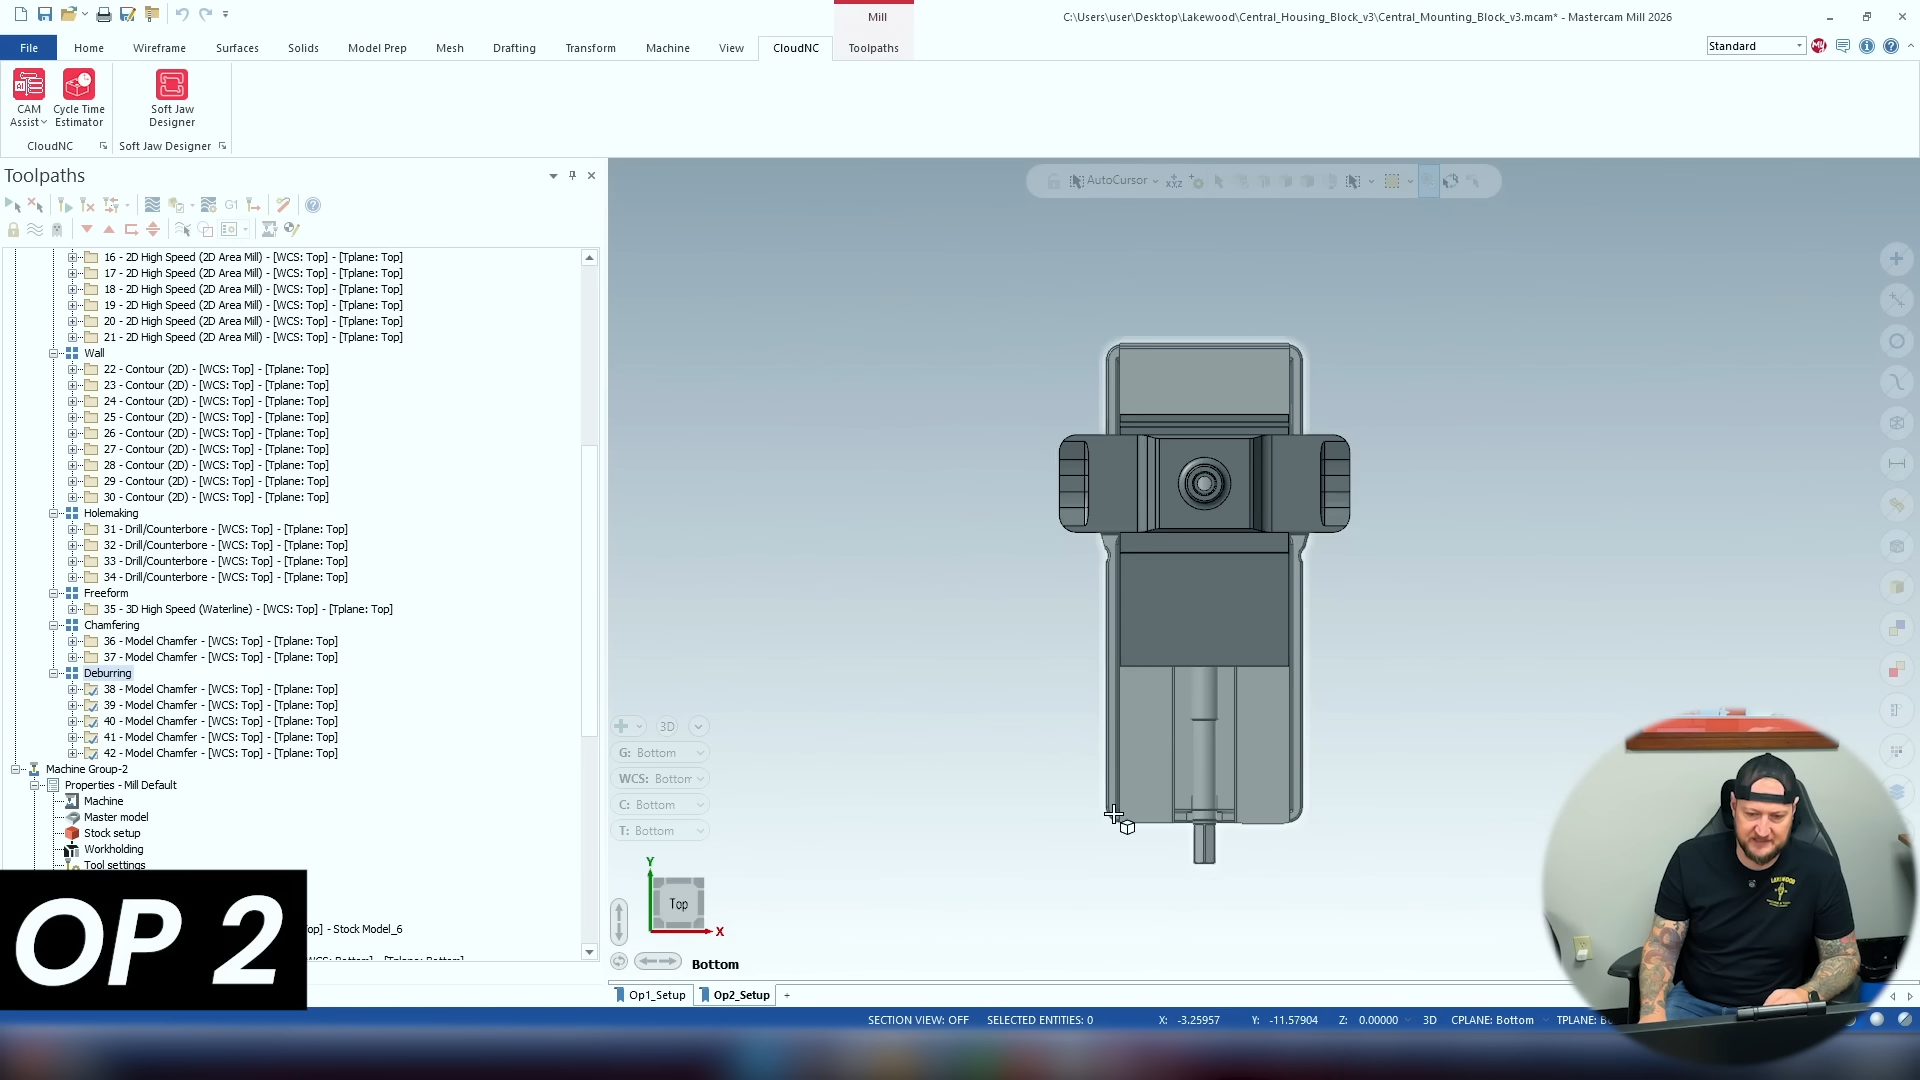 Mill
C:\Users\user\Desktop\Lakewood\Central_Housing_Block_v3\Central_Mounting_Block_v3.mcam* - Mastercam Mill 2026
File Home Wireframe Surfaces Solids Model Prep Mesh Drafting Transform Machine View CloudNC Toolpaths
Standard
CAM Assist
Cycle Time Estimator
Soft Jaw Designer
CloudNC
Soft Jaw Designer
Toolpaths
G1
AutoCursor
16 - 2D High Speed (2D Area Mill) - [WCS: Top] - [Tplane: Top]
17 - 2D High Speed (2D Area Mill) - [WCS: Top] - [Tplane: Top]
18 - 2D High Speed (2D Area Mill) - [WCS: Top] - [Tplane: Top]
19 - 2D High Speed (2D Area Mill) - [WCS: Top] - [Tplane: Top]
20 - 2D High Speed (2D Area Mill) - [WCS: Top] - [Tplane: Top]
21 - 2D High Speed (2D Area Mill) - [WCS: Top] - [Tplane: Top]
Wall
22 - Contour (2D) - [WCS: Top] - [Tplane: Top]
23 - Contour (2D) - [WCS: Top] - [Tplane: Top]
24 - Contour (2D) - [WCS: Top] - [Tplane: Top]
25 - Contour (2D) - [WCS: Top] - [Tplane: Top]
26 - Contour (2D) - [WCS: Top] - [Tplane: Top]
27 - Contour (2D) - [WCS: Top] - [Tplane: Top]
28 - Contour (2D) - [WCS: Top] - [Tplane: Top]
29 - Contour (2D) - [WCS: Top] - [Tplane: Top]
30 - Contour (2D) - [WCS: Top] - [Tplane: Top]
Holemaking
31 - Drill/Counterbore - [WCS: Top] - [Tplane: Top]
32 - Drill/Counterbore - [WCS: Top] - [Tplane: Top]
33 - Drill/Counterbore - [WCS: Top] - [Tplane: Top]
34 - Drill/Counterbore - [WCS: Top] - [Tplane: Top]
Freeform
35 - 3D High Speed (Waterline) - [WCS: Top] - [Tplane: Top]
Chamfering
36 - Model Chamfer - [WCS: Top] - [Tplane: Top]
37 - Model Chamfer - [WCS: Top] - [Tplane: Top]
Deburring
38 - Model Chamfer - [WCS: Top] - [Tplane: Top]
39 - Model Chamfer - [WCS: Top] - [Tplane: Top]
40 - Model Chamfer - [WCS: Top] - [Tplane: Top]
41 - Model Chamfer - [WCS: Top] - [Tplane: Top]
42 - Model Chamfer - [WCS: Top] - [Tplane: Top]
Machine Group-2
Properties - Mill Default
Machine
Master model
Stock setup
Workholding
Tool settings
- Stock Model_6
OP 2
3D
G: Bottom
WCS: Bottom
C: Bottom
T: Bottom
Y
Top
X
Bottom
Op1_Setup Op2_Setup +
SECTION VIEW: OFF SELECTED ENTITIES: 0 X: -3.25957 Y: -11.57904 Z: 0.00000 3D CPLANE: Bottom TPLANE:
LAKEWOOD